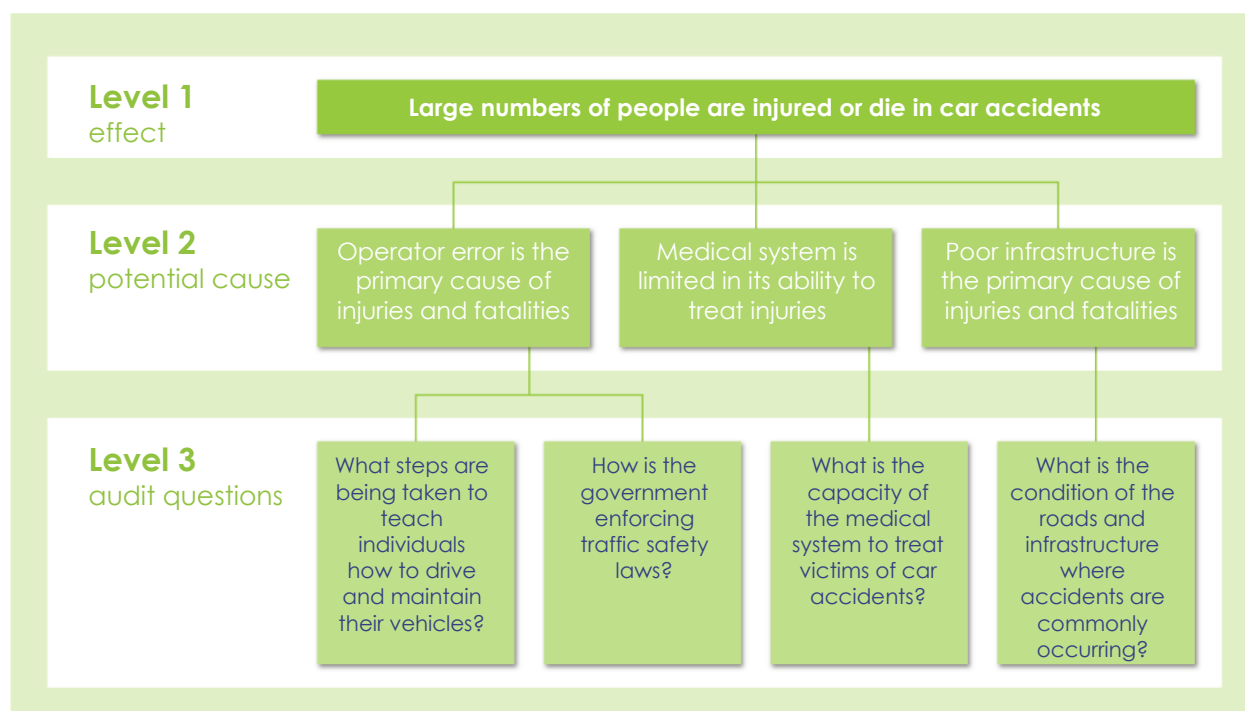 Level 1
effect
Large numbers of people are injured or die in car accidents
Level 2
potential cause
Operator error is the
primary cause of
injuries and fatalities
Medical system is
limited in its ability to
treat injuries
Poor infrastructure is
the primary cause of
injuries and fatalities
Level 3
audit questions
What steps are
being taken to
teach
individuals
how to drive
and maintain
their vehicles?
How is the
government
enforcing
traffic safety
laws?
What is the
capacity of
the medical
system to treat
victims of car
accidents?
What is the
condition of the
roads and
infrastructure
where
accidents are
commonly
occurring?